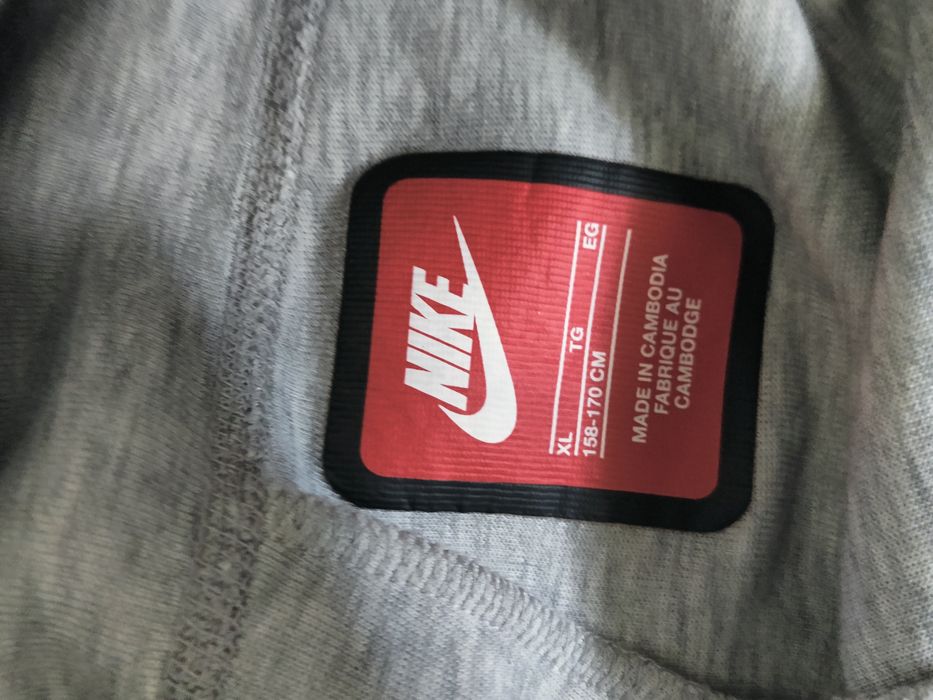 NIKE
XL TG EG
158-170 CM
MADE IN CAMBODIA
FABRIQUE AU
CAMBODGE